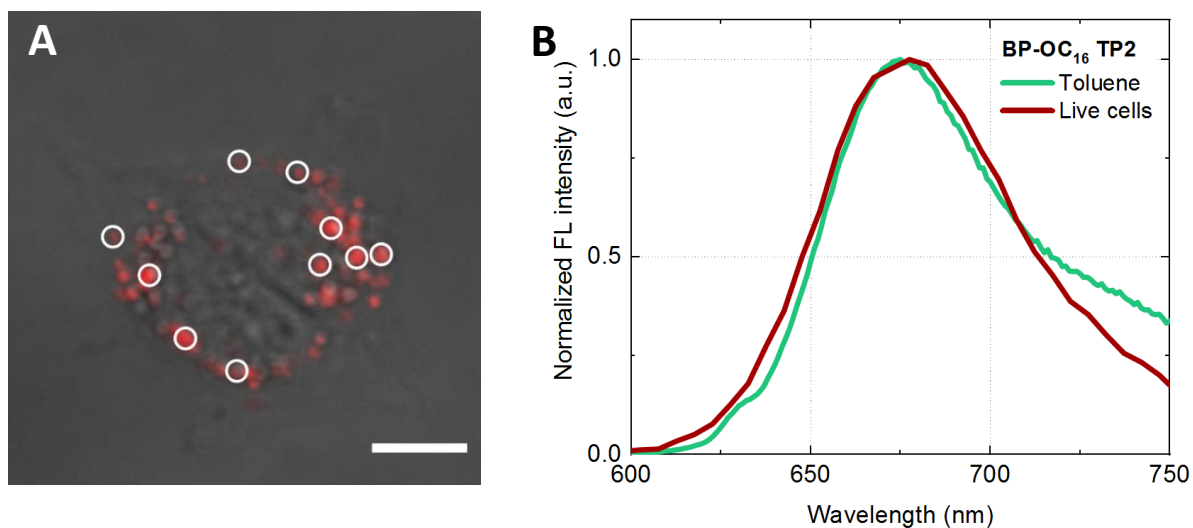 A
B
BP-OC₁₆ TP2
Toluene
Live cells
Normalized FL intensity (a.u.)
1.0
0.5
0.0
600
650
700
750
Wavelength (nm)